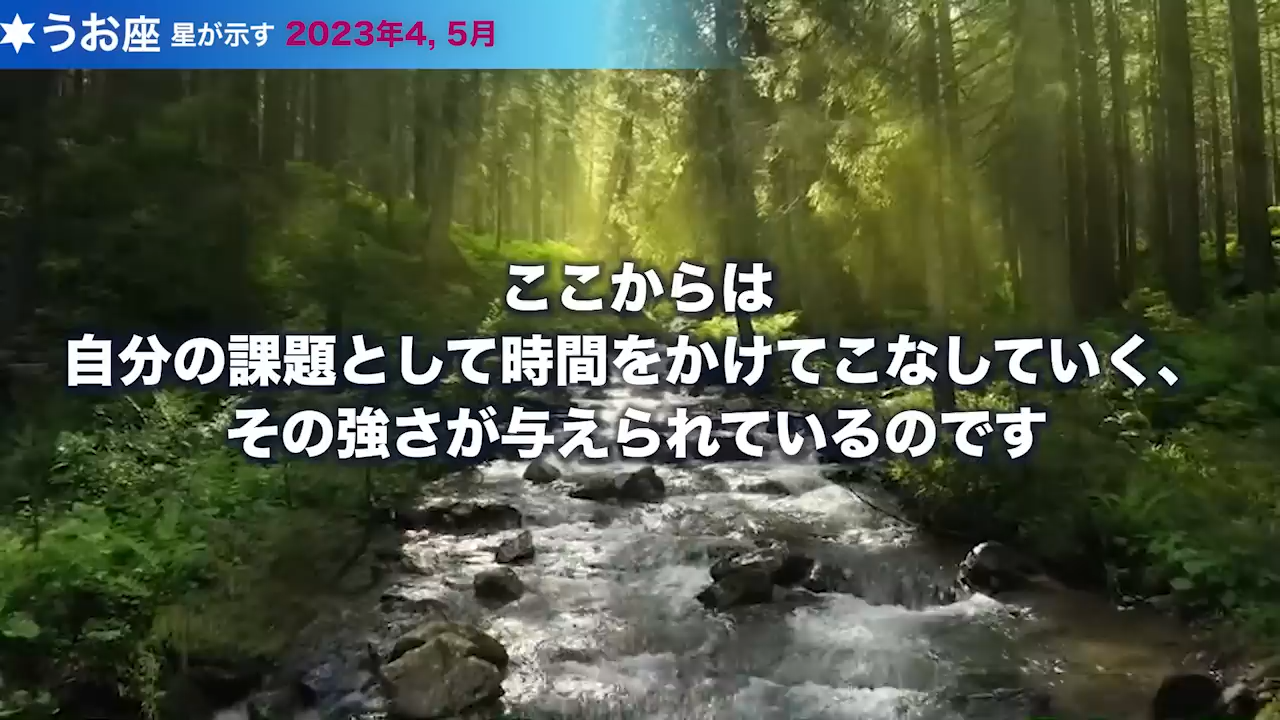 ★うお座 星が示す 2023年4, 5月
ここからは
自分の課題として時間をかけてこなしていく、
その強さが与えられているのです